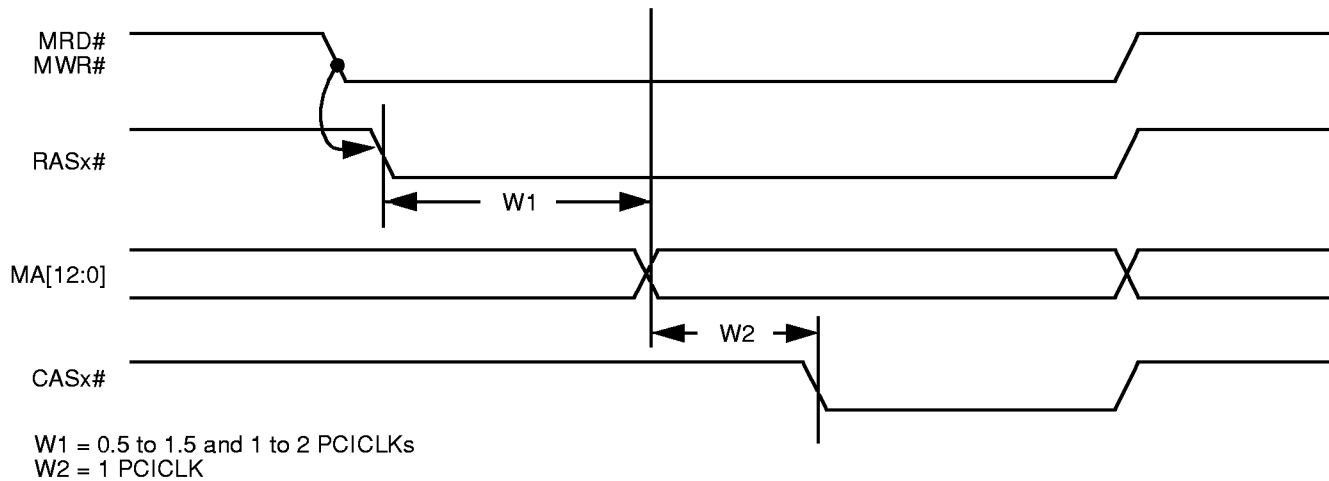 MRD#
MWR#
RASx#
W1
MA[12:0]
W2
CASx#
W1 = 0.5 to 1.5 and 1 to 2 PCICLKs
W2 = 1 PCICLK